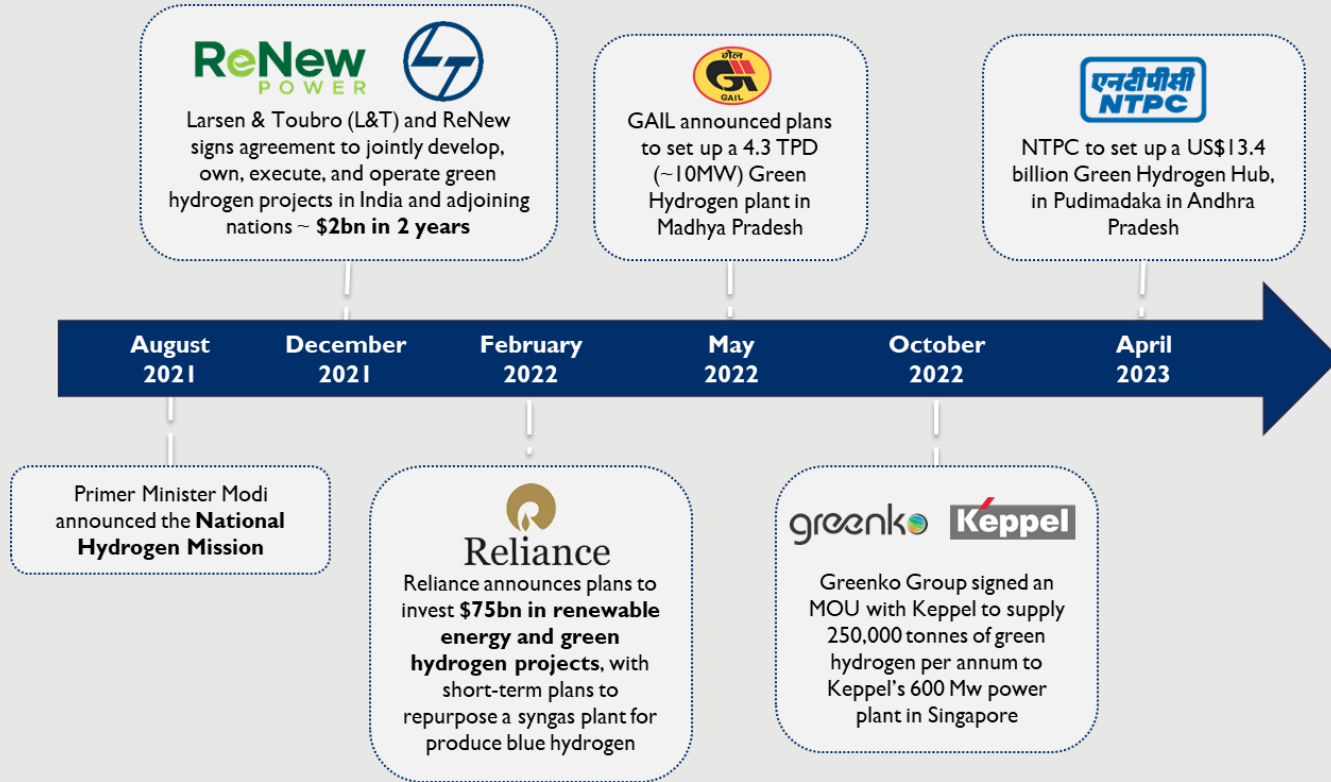 ReNew
POWER
LT
Larsen & Toubro (L&T) and ReNew
signs agreement to jointly develop,
own, execute, and operate green
hydrogen projects in India and adjoining
nations ~ $2bn in 2 years
गेल
GAIL
GAIL announced plans
to set up a 4.3 TPD
(~10MW) Green
Hydrogen plant in
Madhya Pradesh
एनटीपीसी
NTPC
NTPC to set up a US$13.4
billion Green Hydrogen Hub,
in Pudimadaka in Andhra
Pradesh
August
2021
December
2021
February
2022
May
2022
October
2022
April
2023
Primer Minister Modi
announced the National
Hydrogen Mission
Reliance
Reliance announces plans to
invest $75bn in renewable
energy and green
hydrogen projects, with
short-term plans to
repurpose a syngas plant for
produce blue hydrogen
greenko
Keppel
Greenko Group signed an
MOU with Keppel to supply
250,000 tonnes of green
hydrogen per annum to
Keppel’s 600 Mw power
plant in Singapore